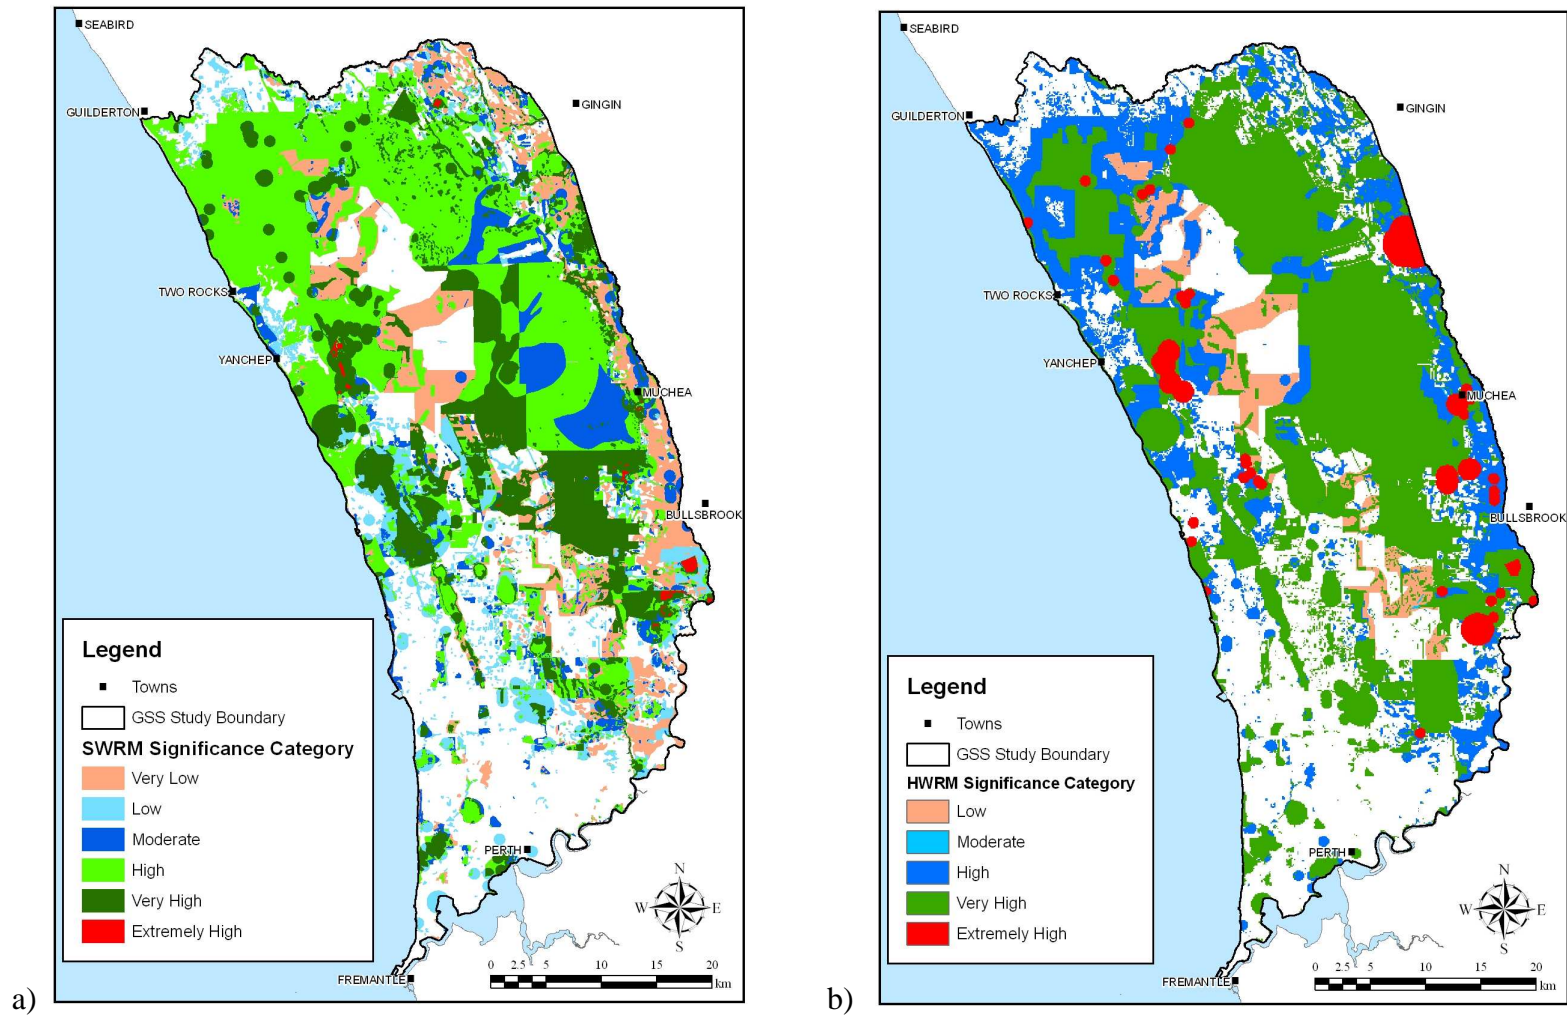 SEABIRD
GUILDERTON
GINGIN
TWO ROCKS
YANCHEP
MUCHEA
BULLSBROOK
Legend
Towns
GSS Study Boundary
SWRM Significance Category
Very Low
Low
Moderate
High
Very High
Extremely High
PERTH
N
W E
S
0 2.5 5 10 15 20
km
FREMANTLE
a)
SEABIRD
GUILDERTON
GINGIN
TWO ROCKS
YANCHEP
MUCHEA
BULLSBROOK
Legend
Towns
GSS Study Boundary
HWRM Significance Category
Low
Moderate
High
Very High
Extremely High
PERTH
N
W E
S
0 2.5 5 10 15 20
km
FREMANTLE
b)